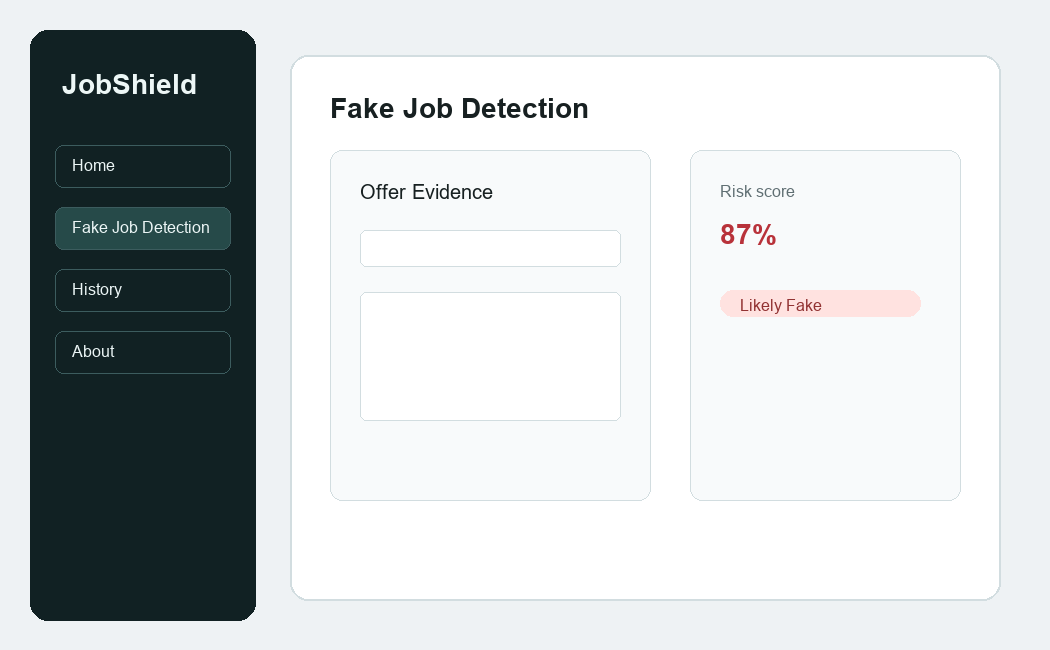 JobShield
Home
Fake Job Detection
History
About
Fake Job Detection
Offer Evidence
Risk score
87%
Likely Fake